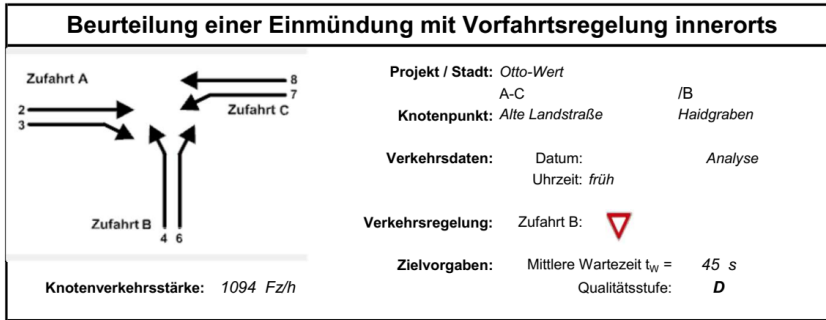 Beurteilung einer Einmündung mit Vorfahrtsregelung innerorts
Zufahrt A
8
7
Zufahrt C
2
3
Zufahrt B
4 6
Knotenverkehrsstärke: 1094 Fz/h
Projekt / Stadt: Otto-Wert
A-C /B
Knotenpunkt: Alte Landstraße Haidgraben
Verkehrsdaten: Datum: Analyse
Uhrzeit: früh
Verkehrsregelung: Zufahrt B:
Zielvorgaben: Mittlere Wartezeit tW = 45 s
Qualitätsstufe: D